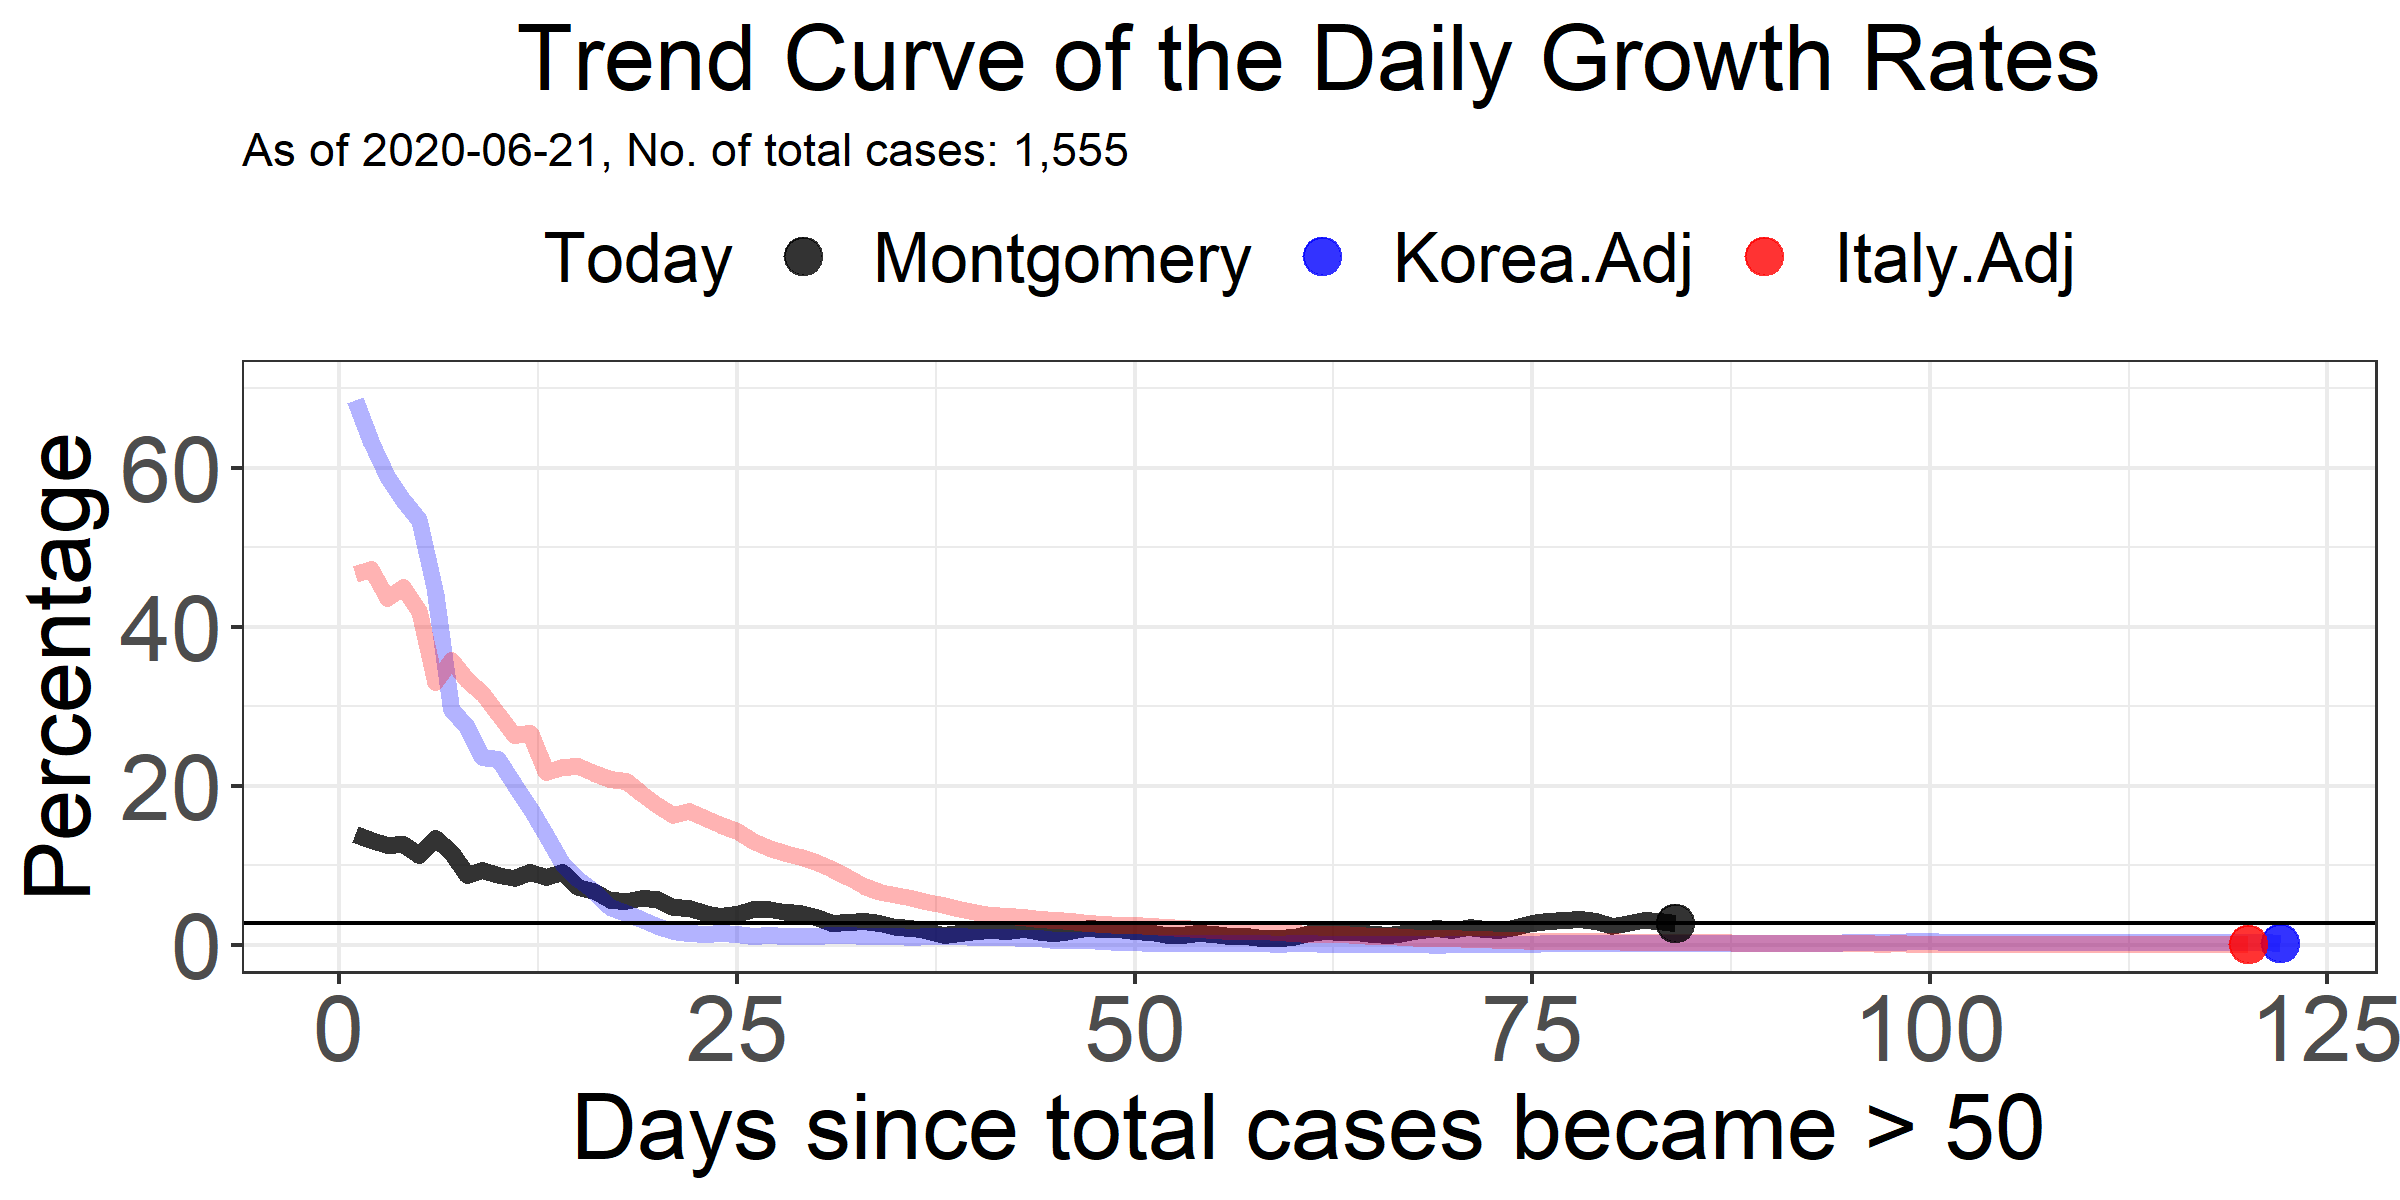 Trend Curve of the Daily Growth Rates
As of 2020-06-21, No. of total cases: 1,555
Today Montgomery Korea.Adj Italy.Adj
Percentage
60
40
20
0
0 25 50 75 100 125
Days since total cases became > 50